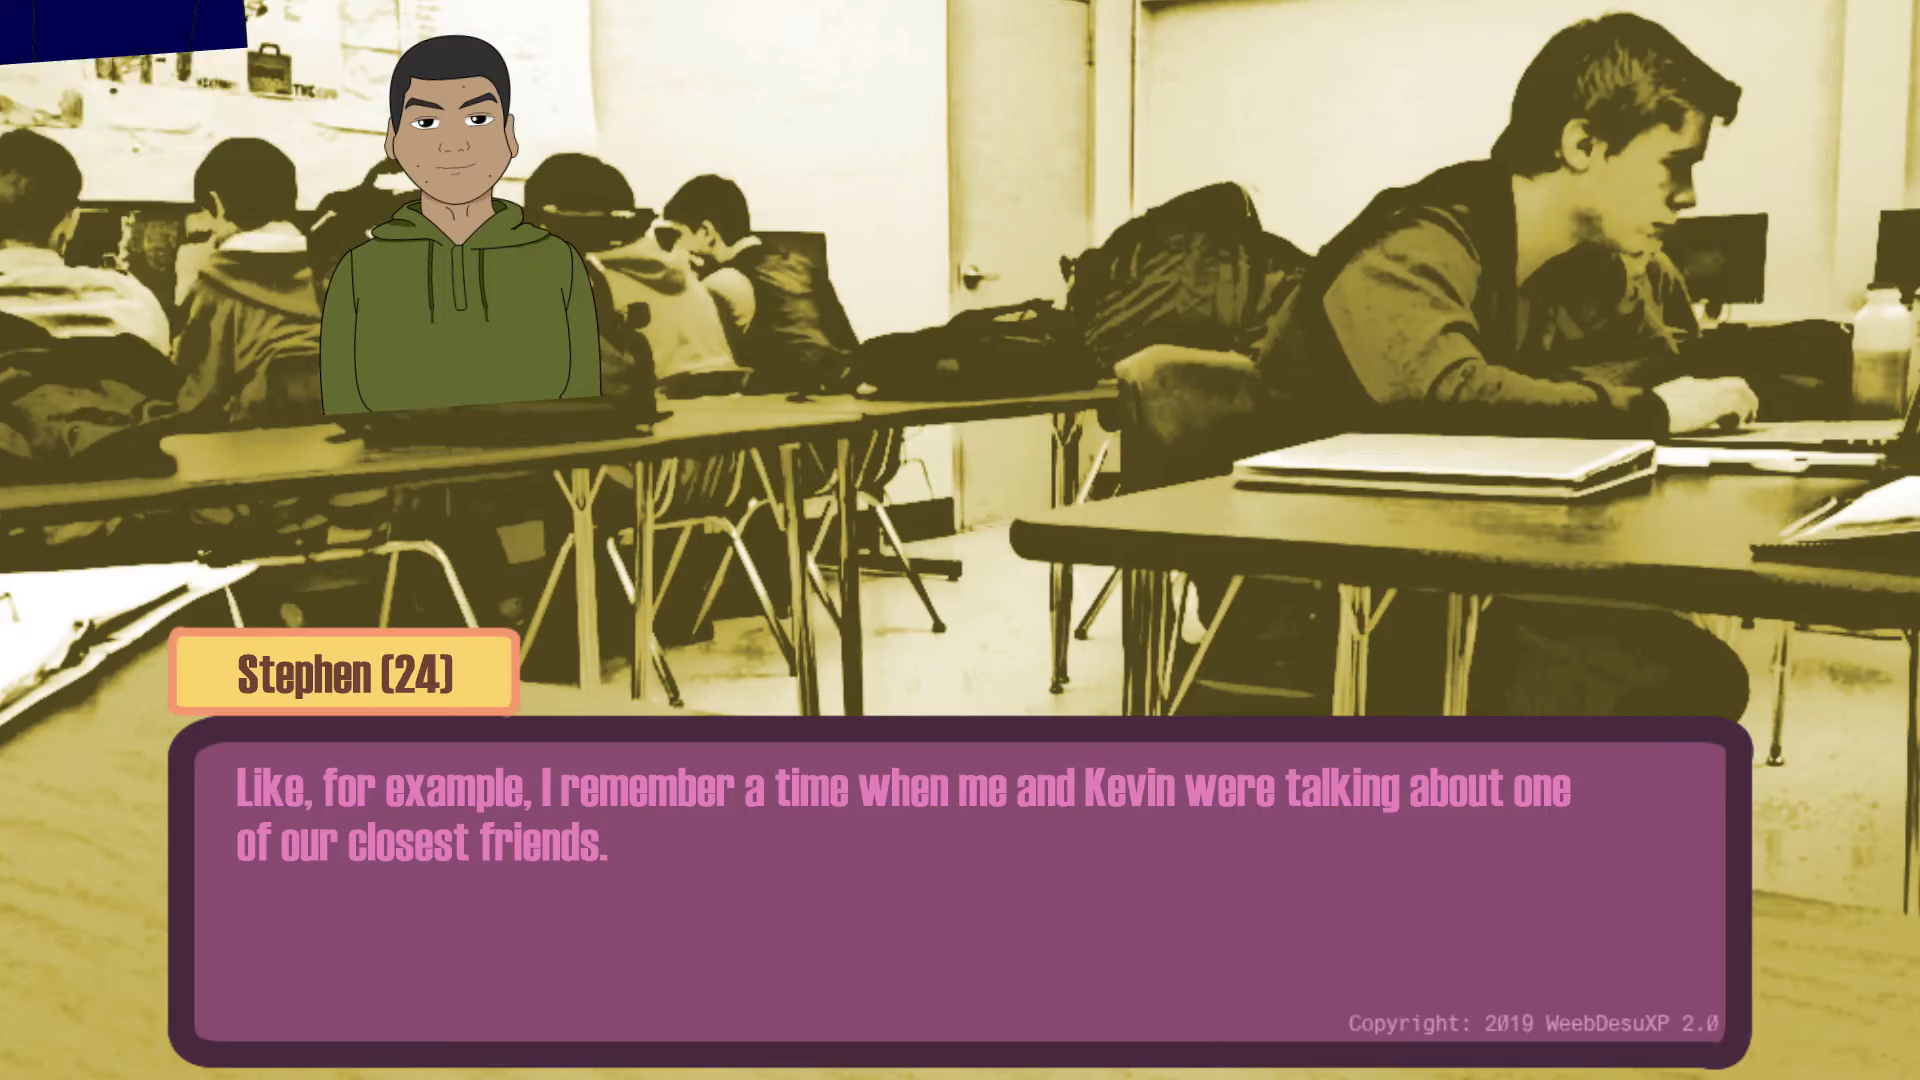 Stephen (24)
Like, for example, I remember a time when me and Kevin were talking about one
of our closest friends.
Copyright: 2019 WeebDesuXP 2.0